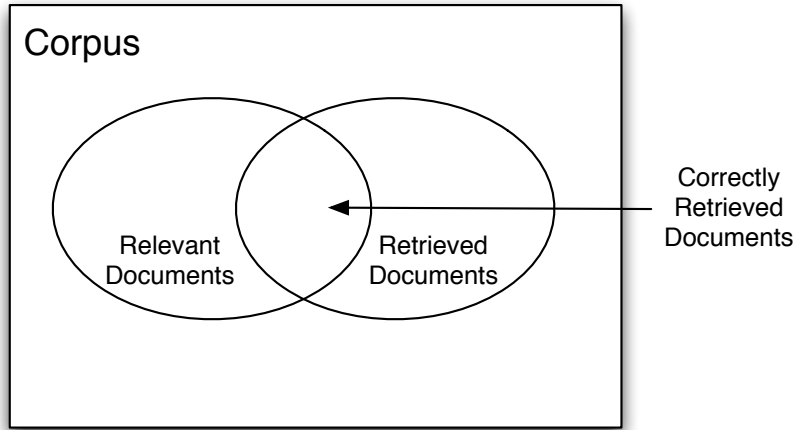 Corpus
Relevant
Documents
Retrieved
Documents
Correctly
Retrieved
Documents